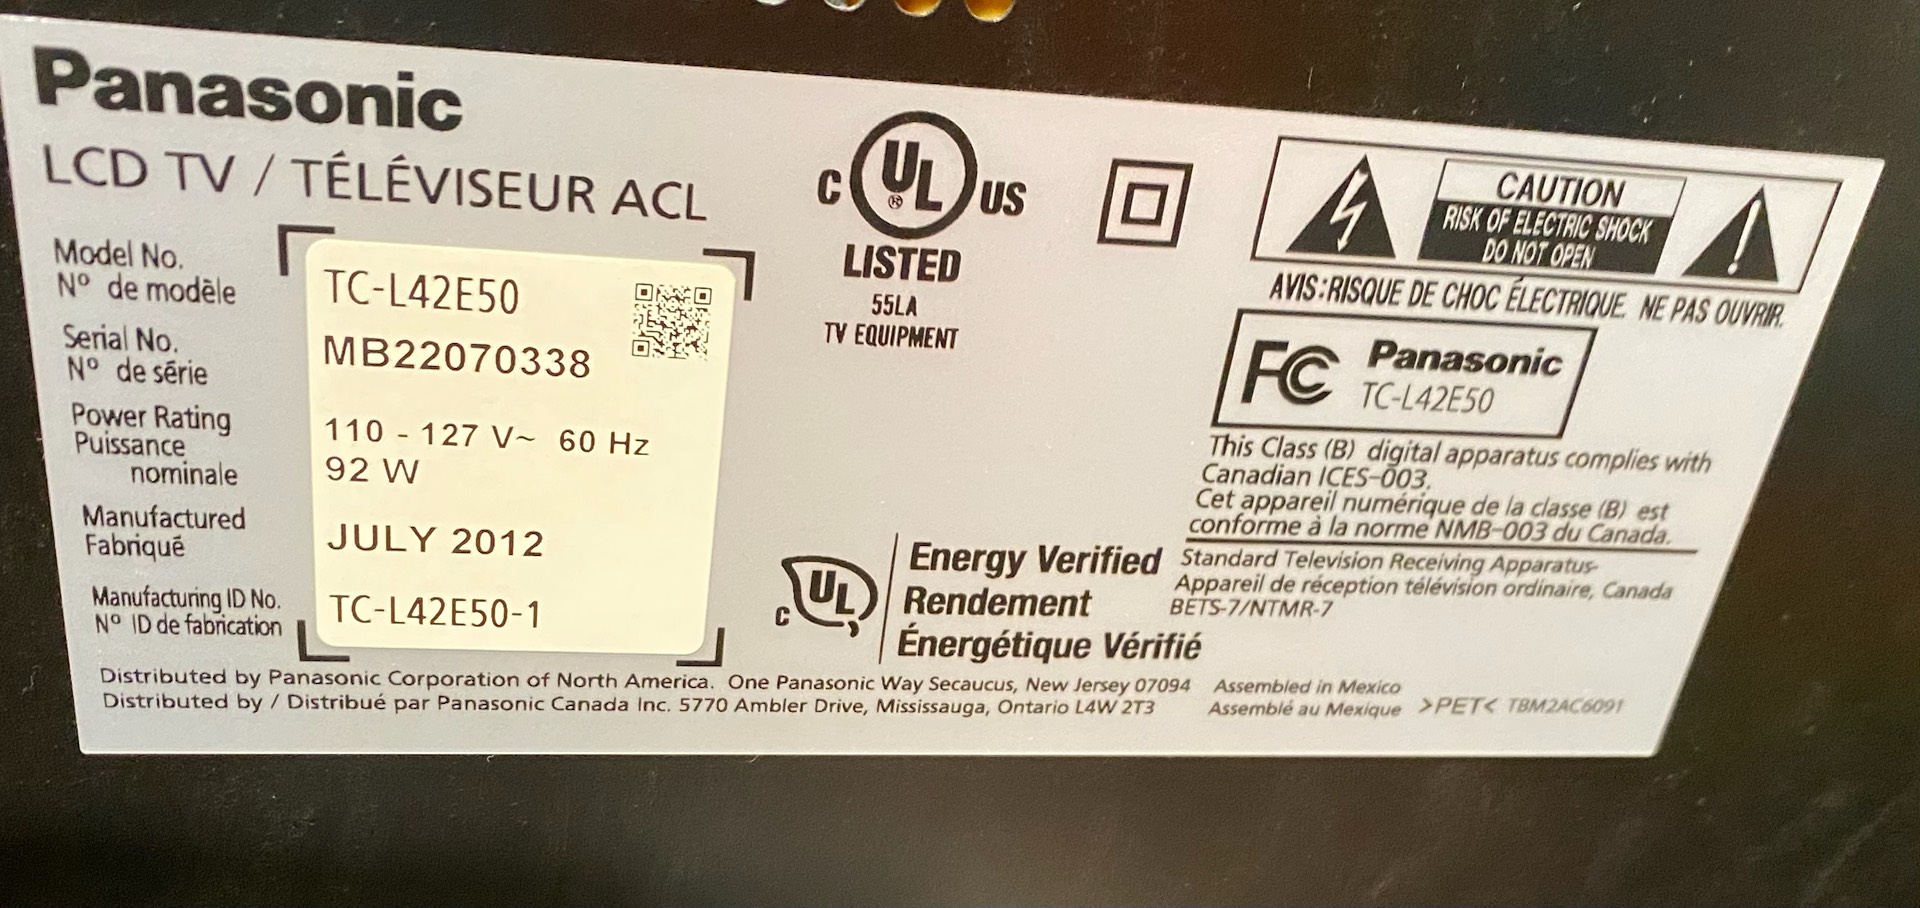 Panasonic
LCD TV / TÉLÉVISEUR ACL
Model No.
Nº de modèle
TC-L42E50
Serial No.
Nº de série
MB22070338
Power Rating
Puissance
nominale
110 - 127 V~ 60 Hz
92 W
Manufactured
Fabriqué
JULY 2012
Manufacturing ID No.
Nº ID de fabrication
TC-L42E50-1
C UL ® US
LISTED
55LA
TV EQUIPMENT
CAUTION
RISK OF ELECTRIC SHOCK
DO NOT OPEN
AVIS:RISQUE DE CHOC ÉLECTRIQUE. NE PAS OUVRIR.
FC Panasonic
TC-L42E50
This Class (B) digital apparatus complies with
Canadian ICES-003.
Cet appareil numérique de la classe (B) est
conforme à la norme NMB-003 du Canada.
Standard Television Receiving Apparatus-
Appareil de réception télévision ordinaire, Canada
BETS-7/NTMR-7
C UL
Energy Verified
Rendement
Énergétique Vérifié
Distributed by Panasonic Corporation of North America. One Panasonic Way Secaucus, New Jersey 07094
Distributed by / Distribué par Panasonic Canada Inc. 5770 Ambler Drive, Mississauga, Ontario L4W 2T3
Assembled in Mexico
Assemblé au Mexique >PET< TBM2AC6091